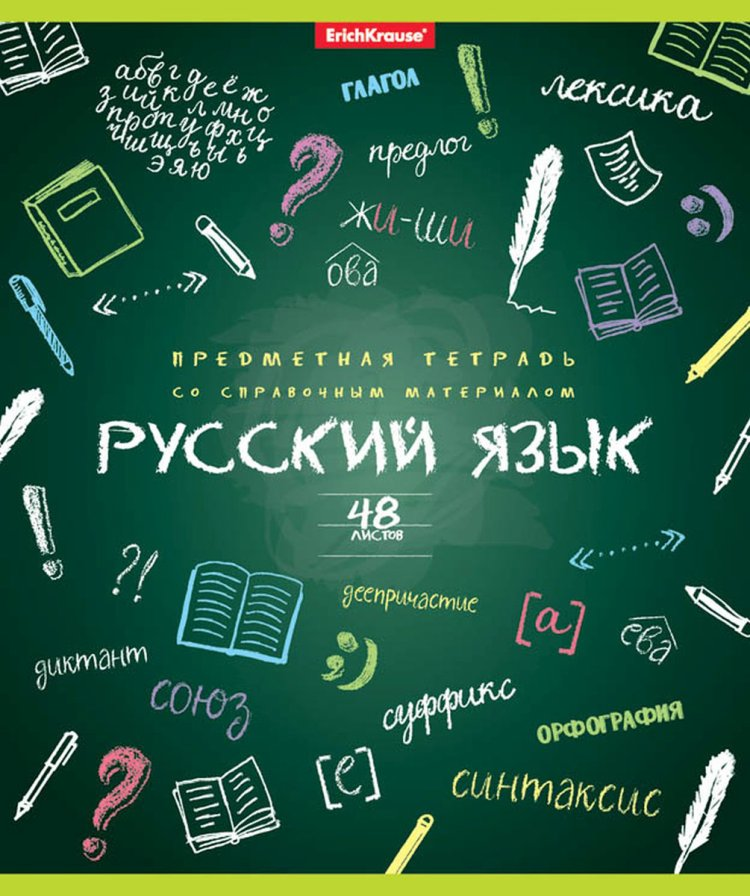 ErichKrause®
абвгдеёж
зийклмно
прстуфхц
чшщъыь
эюя
ГЛАГОЛ
лексика
предлог
ЖИ-ШИ
ова
ПРЕДМЕТНАЯ ТЕТРАДЬ
СО СПРАВОЧНЫМ МАТЕРИАЛОМ
РУССКИЙ ЯЗЫК
48
ЛИСТОВ
?!
деепричастие
[а]
ева
диктант
союз
суффикс
ОРФОГРАФИЯ
[е]
синтаксис